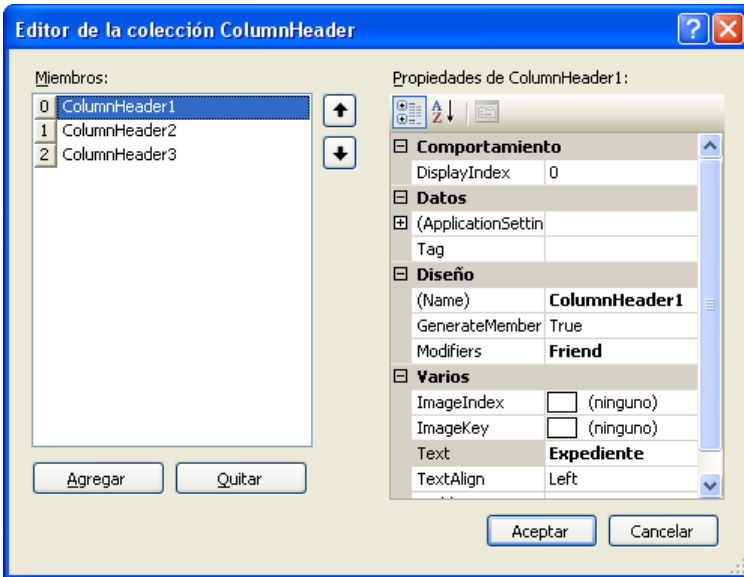 Editor de la colección ColumnHeader
Miembros:
0 ColumnHeader1
1 ColumnHeader2
2 ColumnHeader3
Agregar
Quitar
Propiedades de ColumnHeader1:
Comportamiento
DisplayIndex 0
Datos
(ApplicationSettin
Tag
Diseño
(Name) ColumnHeader1
GenerateMember True
Modifiers Friend
Varios
ImageIndex (ninguno)
ImageKey (ninguno)
Text Expediente
TextAlign Left
Aceptar
Cancelar